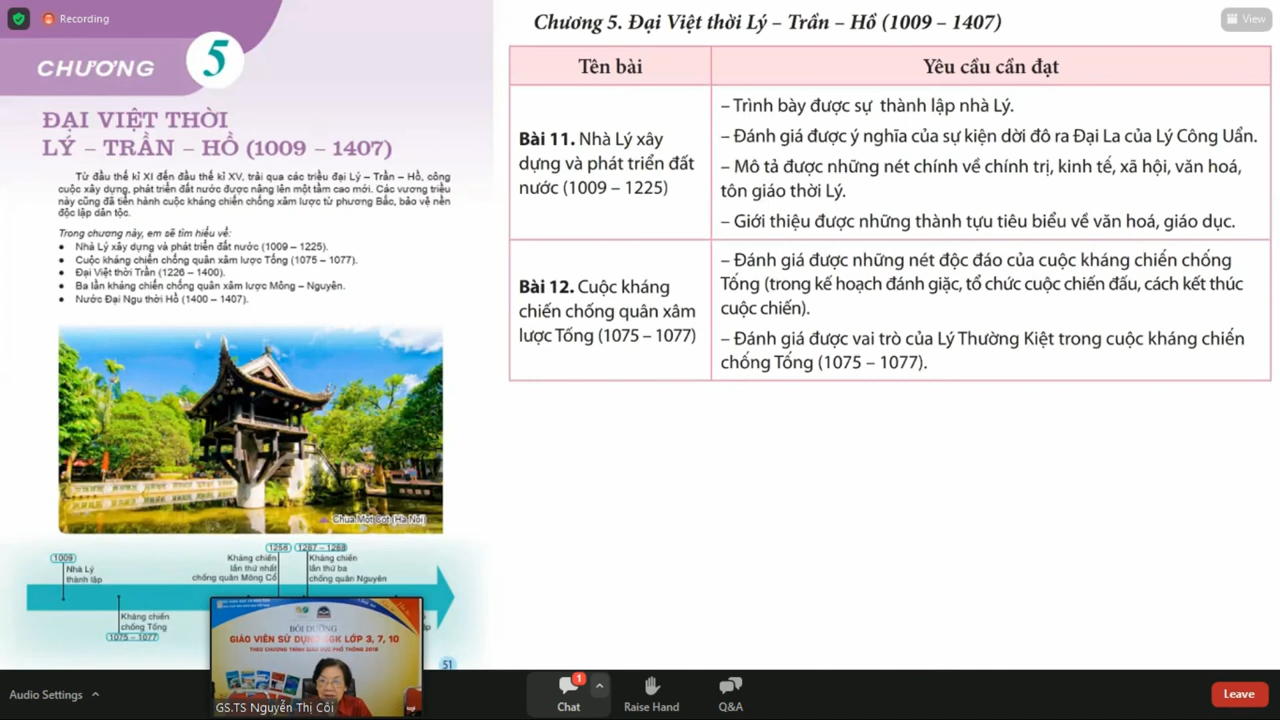 Recording
View
CHƯƠNG 5
ĐẠI VIỆT THỜI
LÝ – TRẦN – HỒ (1009 – 1407)
Từ đầu thế kỉ XI đến đầu thế kỉ XV, trải qua các triều đại Lý – Trần – Hồ, công
cuộc xây dựng, phát triển đất nước được nâng lên một tầm cao mới. Các vương triều
này cũng đã tiến hành cuộc kháng chiến chống xâm lược từ phương Bắc, bảo vệ nền
độc lập dân tộc.
Trong chương này, em sẽ tìm hiểu về:
• Nhà Lý xây dựng và phát triển đất nước (1009 – 1225).
• Cuộc kháng chiến chống quân xâm lược Tống (1075 – 1077).
• Đại Việt thời Trần (1226 – 1400).
• Ba lần kháng chiến chống quân xâm lược Mông – Nguyên.
• Nước Đại Ngu thời Hồ (1400 – 1407).
Chùa Một Cột (Hà Nội)
1009
Nhà Lý
thành lập
1258
Kháng chiến
lần thứ nhất
chống quân Mông Cổ
1287 – 1288
Kháng chiến
lần thứ ba
chống quân Nguyên
Kháng chiến
chống Tống
1075 – 1077
51
Chương 5. Đại Việt thời Lý – Trần – Hồ (1009 – 1407)
Tên bài
Yêu cầu cần đạt
Bài 11. Nhà Lý xây
dựng và phát triển đất
nước (1009 – 1225)
– Trình bày được sự thành lập nhà Lý.
– Đánh giá được ý nghĩa của sự kiện dời đô ra Đại La của Lý Công Uẩn.
– Mô tả được những nét chính về chính trị, kinh tế, xã hội, văn hoá,
tôn giáo thời Lý.
– Giới thiệu được những thành tựu tiêu biểu về văn hoá, giáo dục.
Bài 12. Cuộc kháng
chiến chống quân xâm
lược Tống (1075 – 1077)
– Đánh giá được những nét độc đáo của cuộc kháng chiến chống
Tống (trong kế hoạch đánh giặc, tổ chức cuộc chiến đấu, cách kết thúc
cuộc chiến).
– Đánh giá được vai trò của Lý Thường Kiệt trong cuộc kháng chiến
chống Tống (1075 – 1077).
BỒI DƯỠNG
GIÁO VIÊN SỬ DỤNG SGK LỚP 3, 7, 10
THEO CHƯƠNG TRÌNH GIÁO DỤC PHỔ THÔNG 2018
GS.TS Nguyễn Thị Côi
Audio Settings
1
Chat
Raise Hand
Q&A
Leave